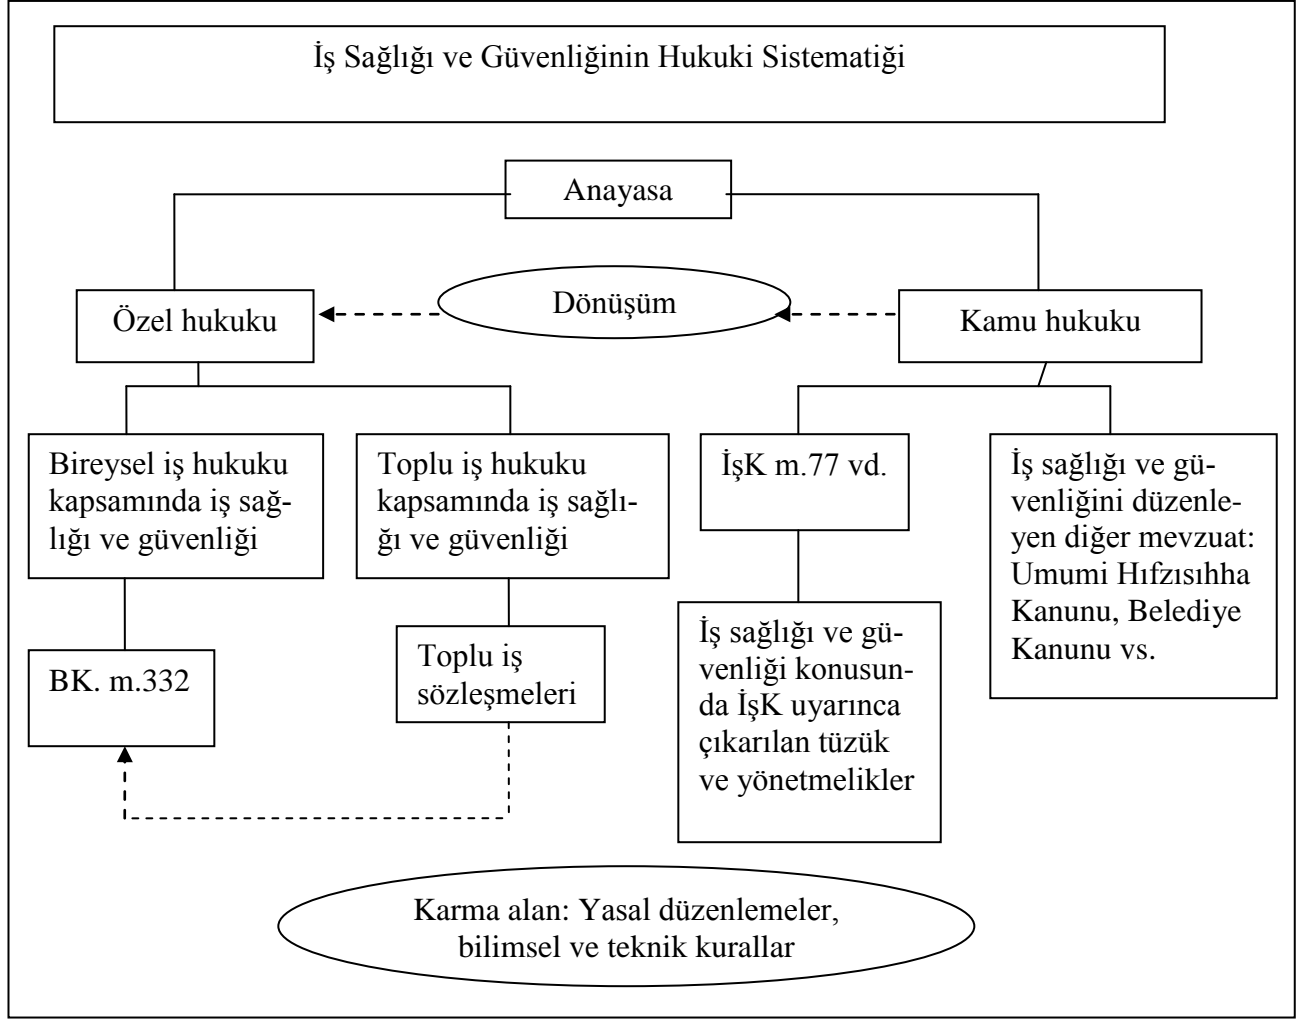 İş Sağlığı ve Güvenliğinin Hukuki Sistematiği
Anayasa
Özel hukuku
Dönüşüm
Kamu hukuku
Bireysel iş hukuku
kapsamında iş sağ-
lığı ve güvenliği
Toplu iş hukuku
kapsamında iş sağlı-
ğı ve güvenliği
İşK m.77 vd.
İş sağlığı ve gü-
venliğini düzenle-
yen diğer mevzuat:
Umumi Hıfzısıhha
Kanunu, Belediye
Kanunu vs.
BK. m.332
Toplu iş
sözleşmeleri
İş sağlığı ve gü-
venliği konusun-
da İşK uyarınca
çıkarılan tüzük
ve yönetmelikler
Karma alan: Yasal düzenlemeler,
bilimsel ve teknik kurallar